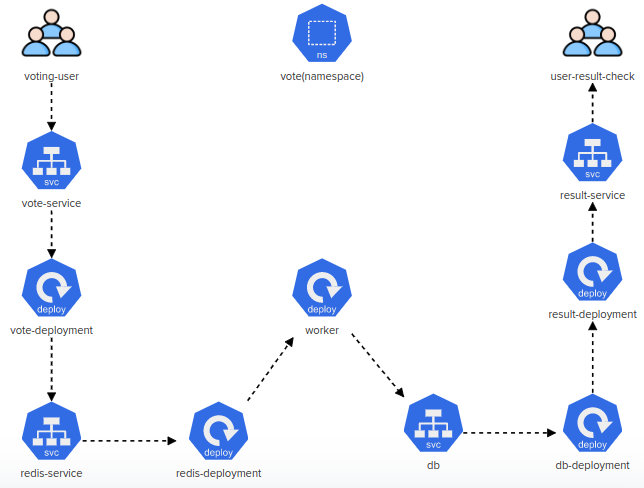 ns
voting-user
vote(namespace)
user-result-check
svc
svc
vote-service
result-service
deploy
deploy
deploy
vote-deployment
worker
result-deployment
svc
deploy
svc
deploy
redis-service
redis-deployment
db
db-deployment